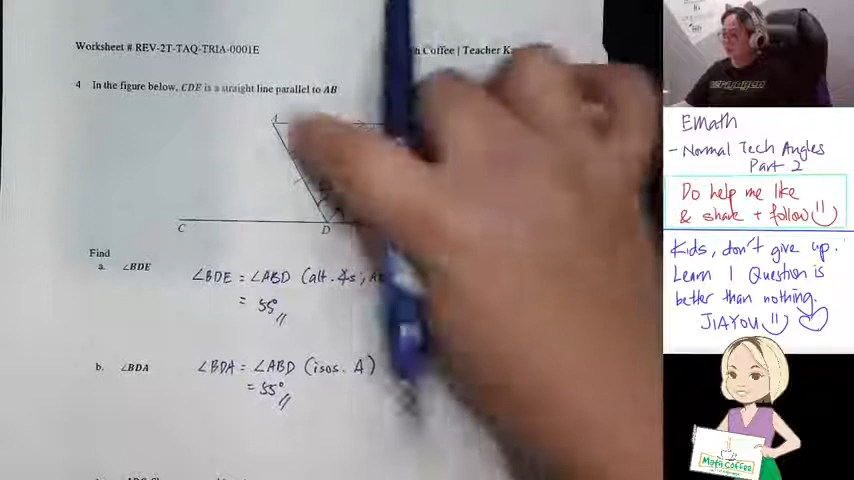 Worksheet # REV-2T-TAQ-TRIA-0001E
Coffee | Teacher
4 In the figure below, CDE is a straight line parallel to AB
A
C
D
Find
a. ∠BDE
∠BDE = ∠ABD (alt. ∠s,
= 55°
b. ∠BDA
∠BDA = ∠ABD (isos. Δ)
= 55°
EMath
- Normal Tech Angles
Part 2
Do help me like
& share + follow
Kids, don't give up.
Learn 1 Question is
better than nothing.
JIAYOU
Math Coffee